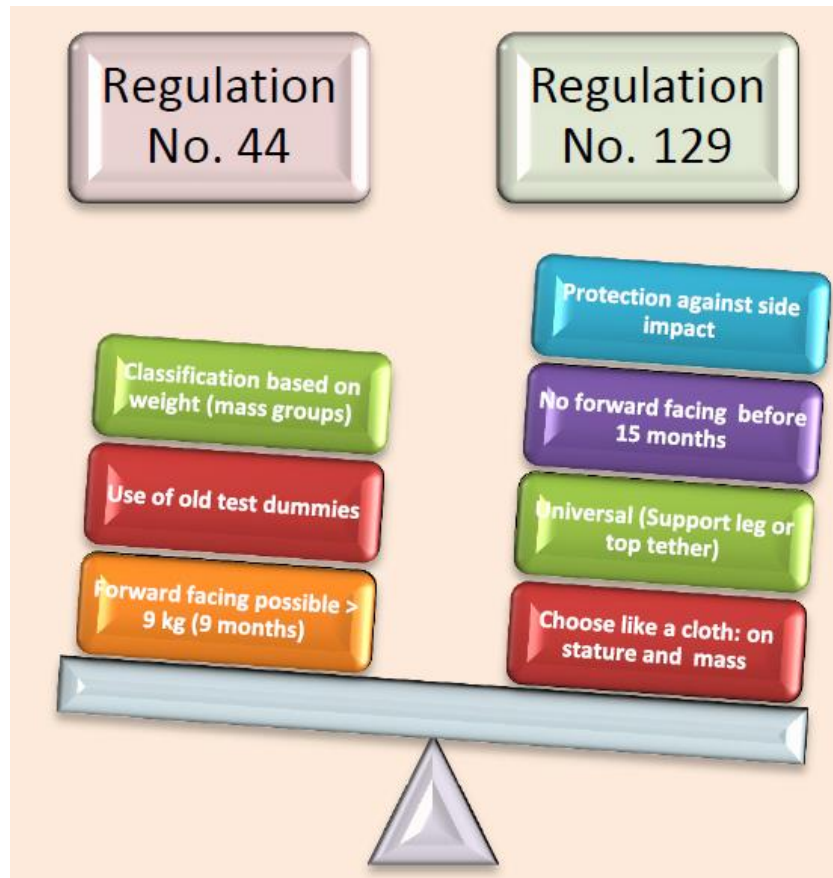 Regulation
No. 44
Regulation
No. 129
Classification based on
weight (mass groups)
Use of old test dummies
Forward facing possible >
9 kg (9 months)
Protection against side
impact
No forward facing before
15 months
Universal (Support leg or
top tether)
Choose like a cloth: on
stature and mass